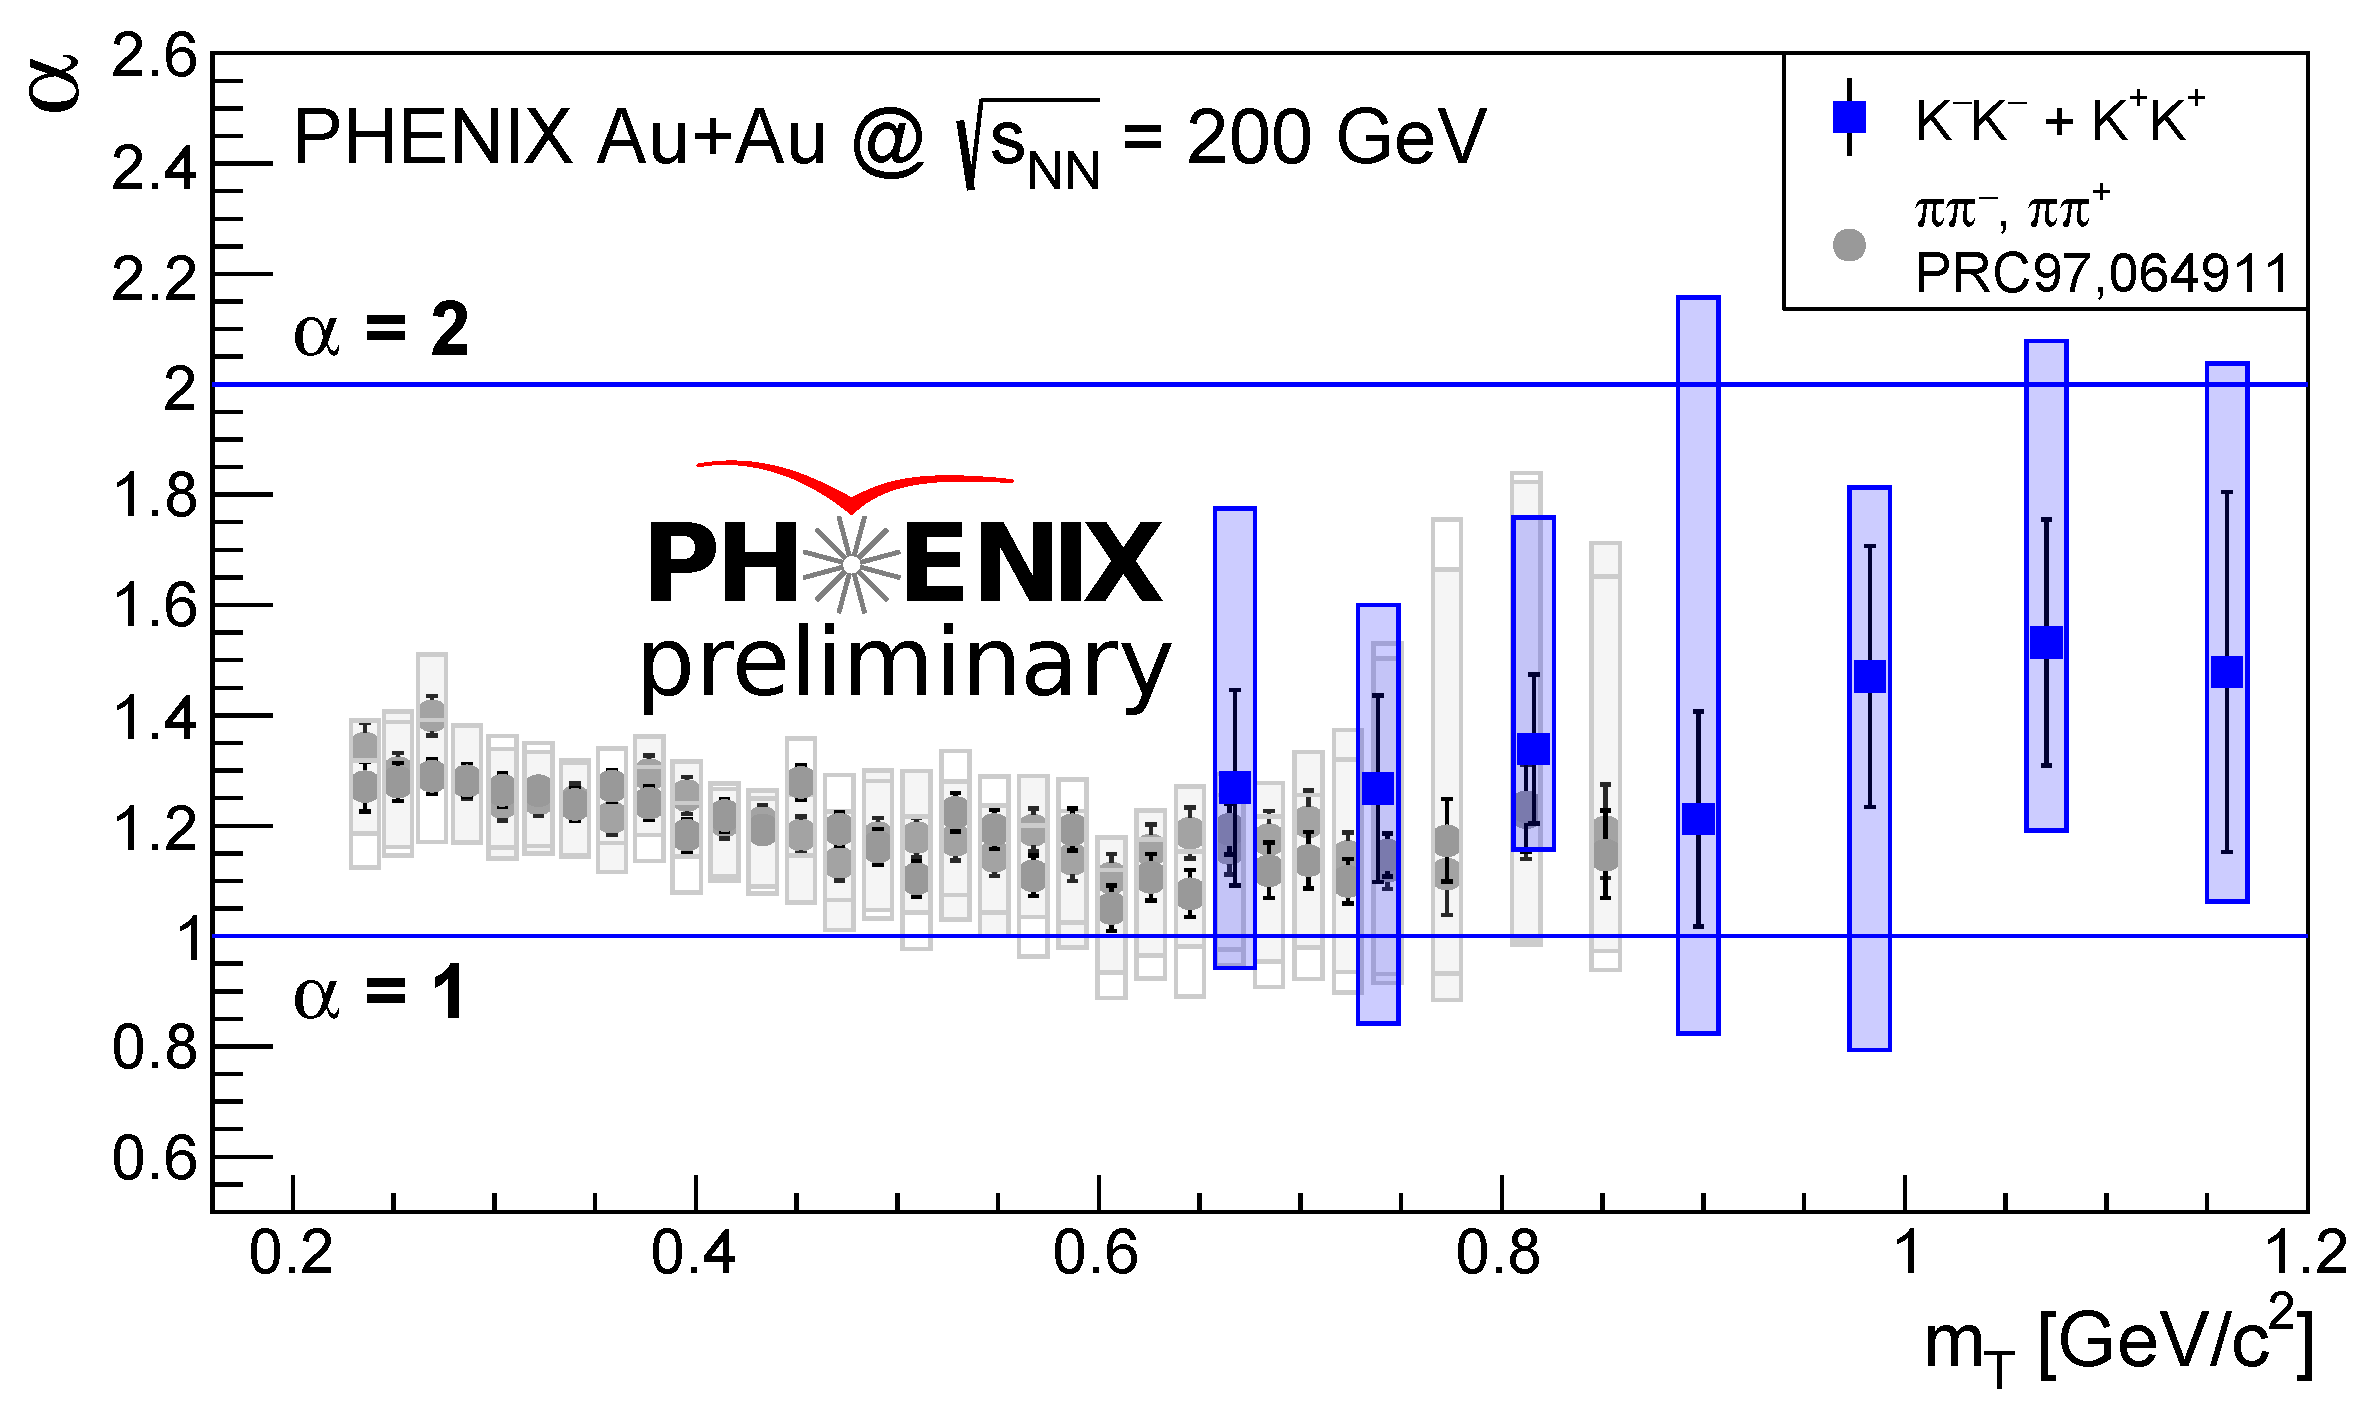 α
2.6
2.4
2.2
2
1.8
1.6
1.4
1.2
1
0.8
0.6
PHENIX Au+Au @ √s_NN = 200 GeV
K⁻K⁻ + K⁺K⁺
ππ⁻, ππ⁺
PRC97,064911
α = 2
PHENIX
preliminary
α = 1
0.2 0.4 0.6 0.8 1 1.2
m_T [GeV/c²]